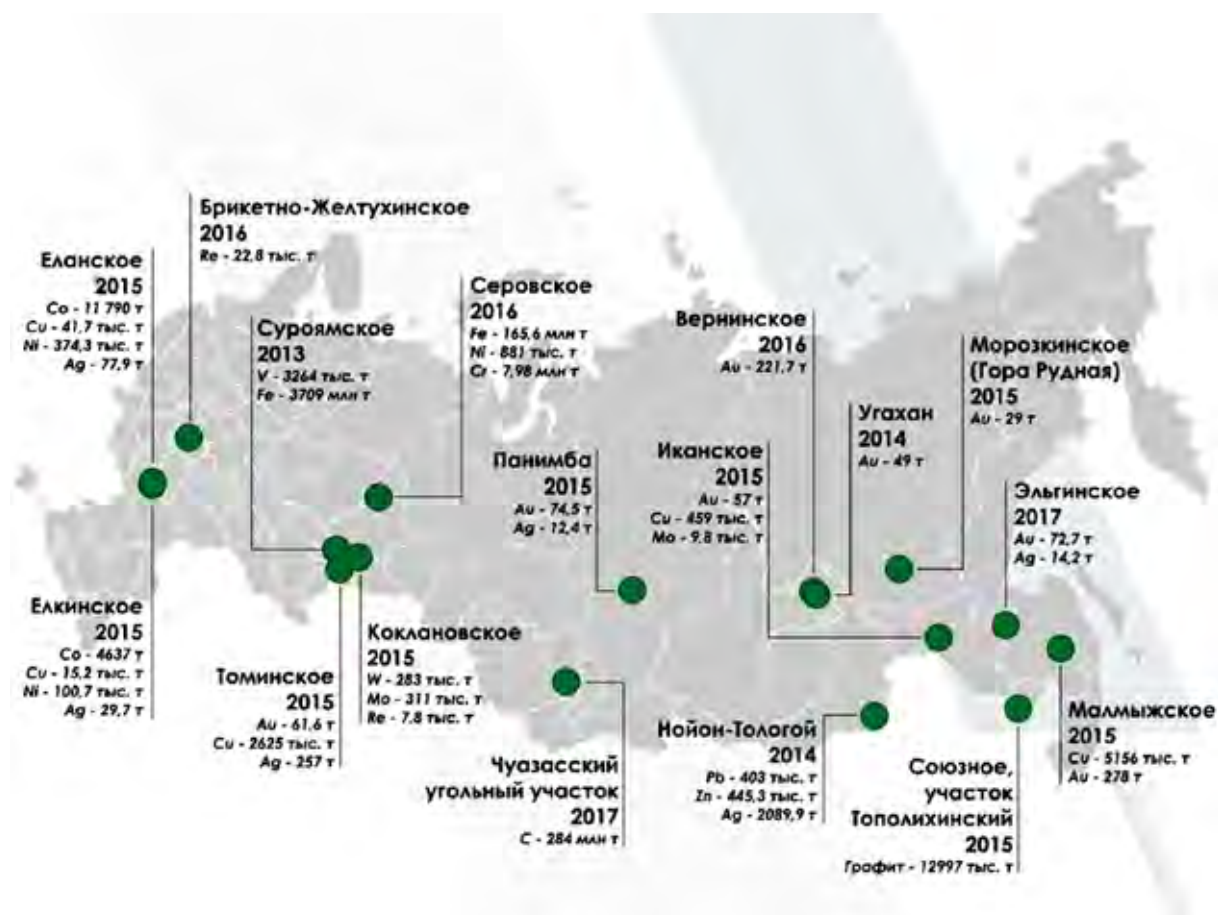 Брикетно-Желтухинское
2016
Re - 22,8 тыс. т
Еланское
2015
Co - 11 790 т
Cu - 41,7 тыс. т
Ni - 374,3 тыс. т
Ag - 77,9 т
Серовское
2016
Fe - 165,6 млн т
Ni - 881 тыс. т
Cr - 7,98 млн т
Суроямское
2013
V - 3264 тыс. т
Fe - 3709 млн т
Вернинское
2016
Au - 221,7 т
Морозкинское
(Гора Рудная)
2015
Au - 29 т
Угахан
2014
Au - 49 т
Панимба
2015
Au - 74,5 т
Ag - 12,4 т
Иканское
2015
Au - 57 т
Cu - 459 тыс. т
Mo - 9,8 тыс. т
Эльгинское
2017
Au - 72,7 т
Ag - 14,2 т
Елкинское
2015
Co - 4637 т
Cu - 15,2 тыс. т
Ni - 100,7 тыс. т
Ag - 29,7 т
Коклановское
2015
W - 283 тыс. т
Mo - 311 тыс. т
Re - 7,8 тыс. т
Томинское
2015
Au - 61,6 т
Cu - 2625 тыс. т
Ag - 257 т
Чуазасский
угольный участок
2017
C - 284 млн т
Нойон-Тологой
2014
Pb - 403 тыс. т
Zn - 445,3 тыс. т
Ag - 2089,9 т
Малмыжское
2015
Cu - 5156 т
Au - 278 т
Союзное,
участок
Тополихинский
2015
Графит - 12997 тыс. т